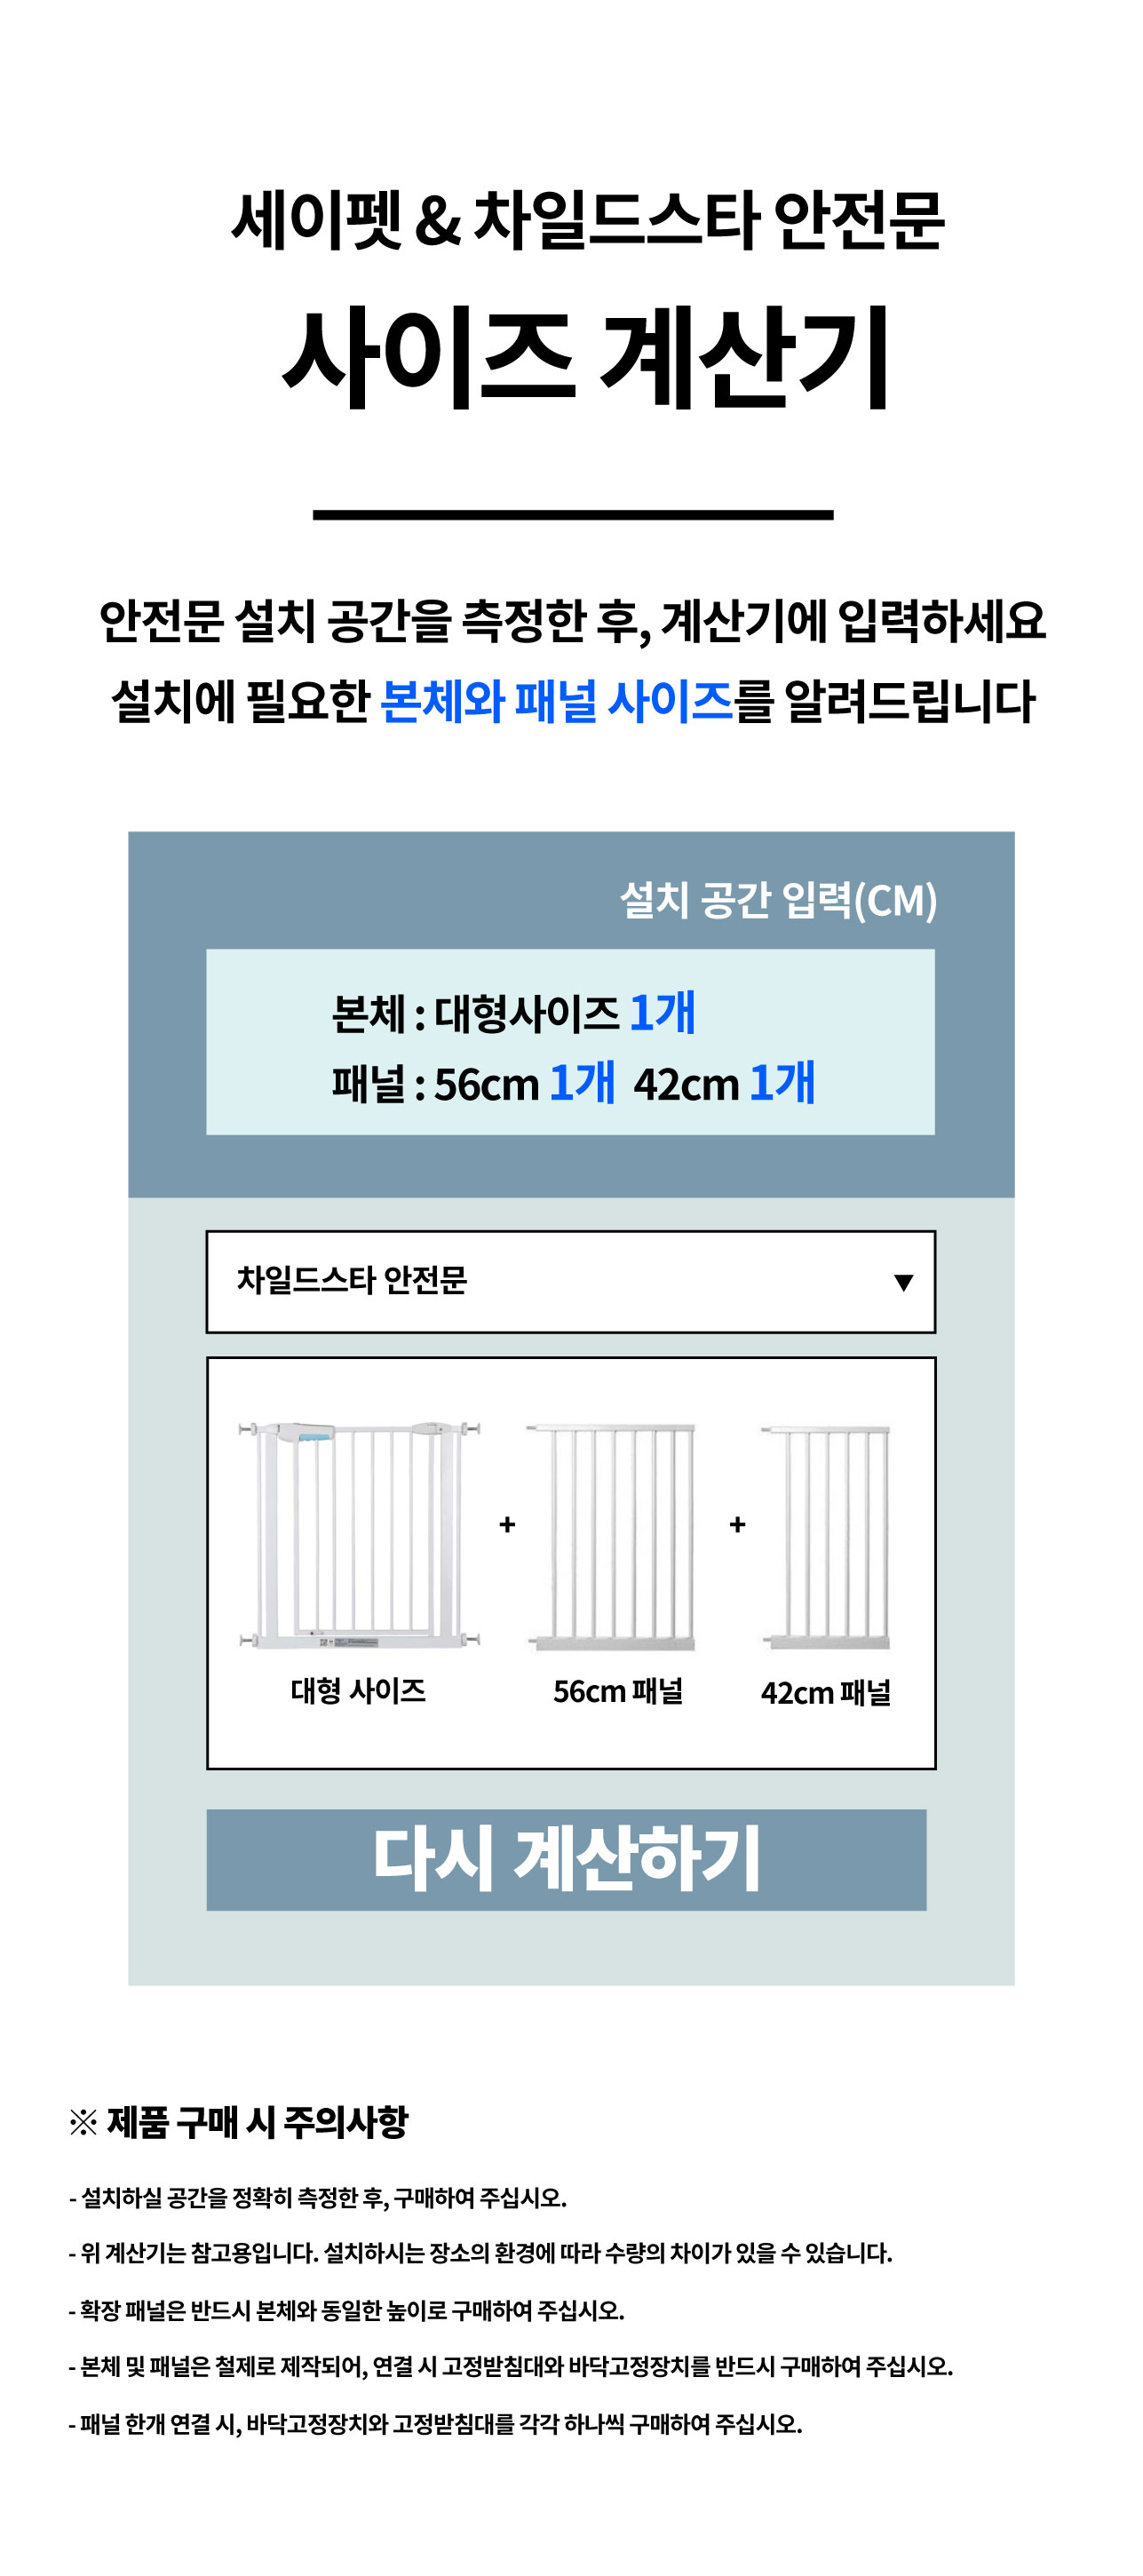 세이펫 & 차일드스타 안전문
사이즈 계산기
안전문 설치 공간을 측정한 후, 계산기에 입력하세요
설치에 필요한 본체와 패널 사이즈를 알려드립니다
설치 공간 입력(CM)
본체 : 대형사이즈 1개
패널 : 56cm 1개 42cm 1개
차일드스타 안전문 ▼
+ +
대형 사이즈 56cm 패널 42cm 패널
다시 계산하기
※ 제품 구매 시 주의사항
- 설치하실 공간을 정확히 측정한 후, 구매하여 주십시오.
- 위 계산기는 참고용입니다. 설치하시는 장소의 환경에 따라 수량의 차이가 있을 수 있습니다.
- 확장 패널은 반드시 본체와 동일한 높이로 구매하여 주십시오.
- 본체 및 패널은 철제로 제작되어, 연결 시 고정받침대와 바닥고정장치를 반드시 구매하여 주십시오.
- 패널 한개 연결 시, 바닥고정장치와 고정받침대를 각각 하나씩 구매하여 주십시오.